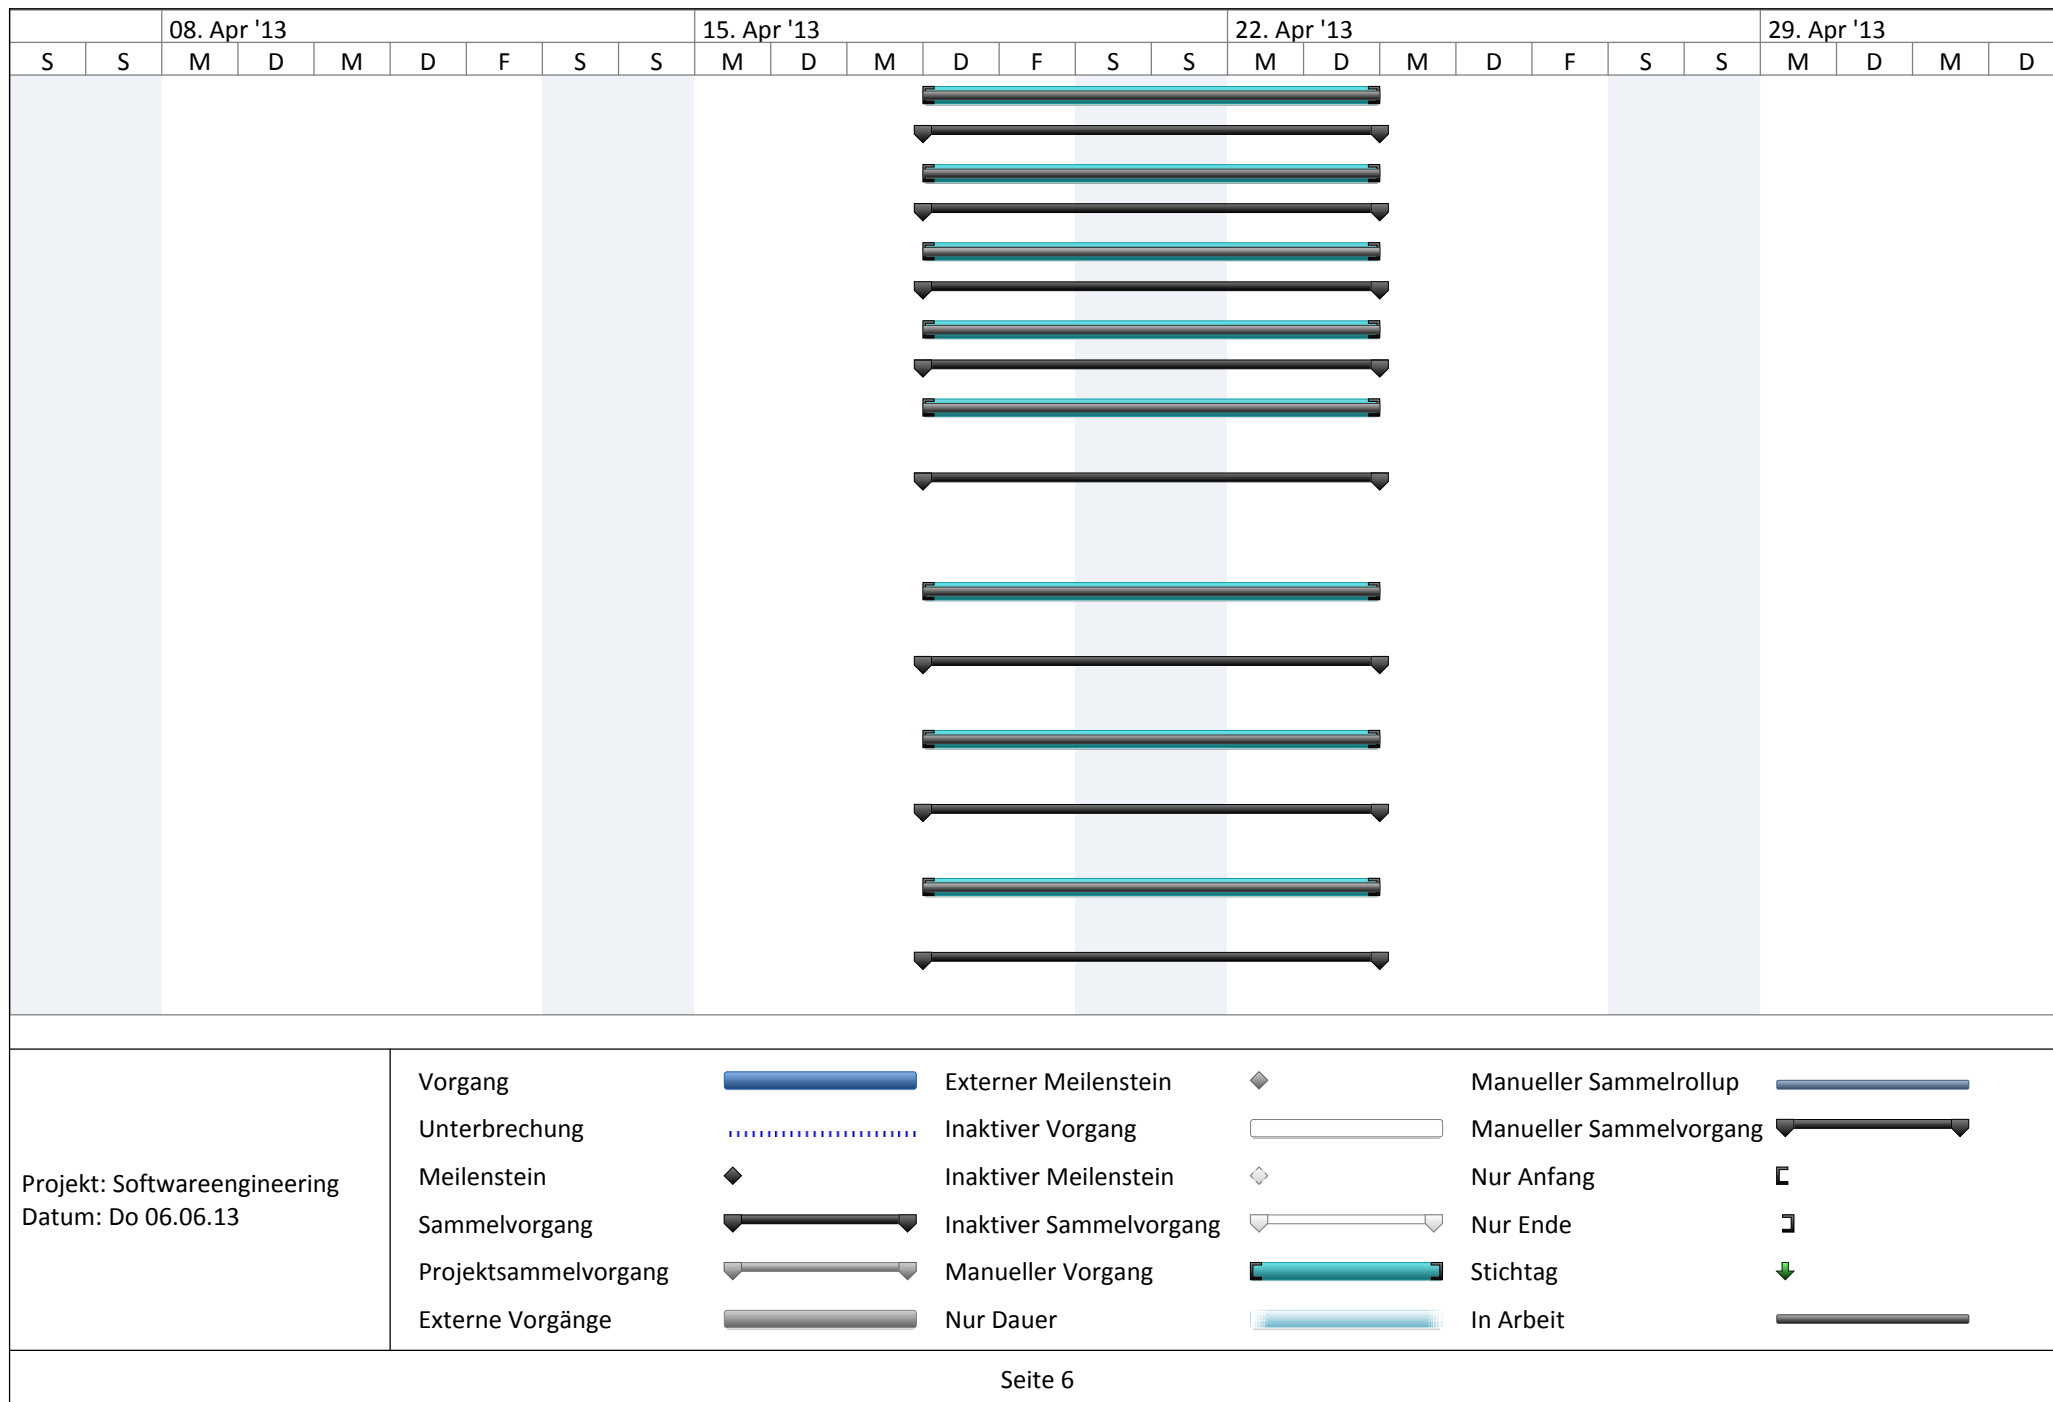 08. Apr '13 15. Apr '13 22. Apr '13 29. Apr '13
S S M D M D F S S M D M D F S S M D M D F S S M D M D
Projekt: Softwareengineering
Datum: Do 06.06.13
Vorgang
Unterbrechung
Meilenstein
Sammelvorgang
Projektsammelvorgang
Externe Vorgänge
Externer Meilenstein
Inaktiver Vorgang
Inaktiver Meilenstein
Inaktiver Sammelvorgang
Manueller Vorgang
Nur Dauer
Manueller Sammelrollup
Manueller Sammelvorgang
Nur Anfang
Nur Ende
Stichtag
In Arbeit
Seite 6